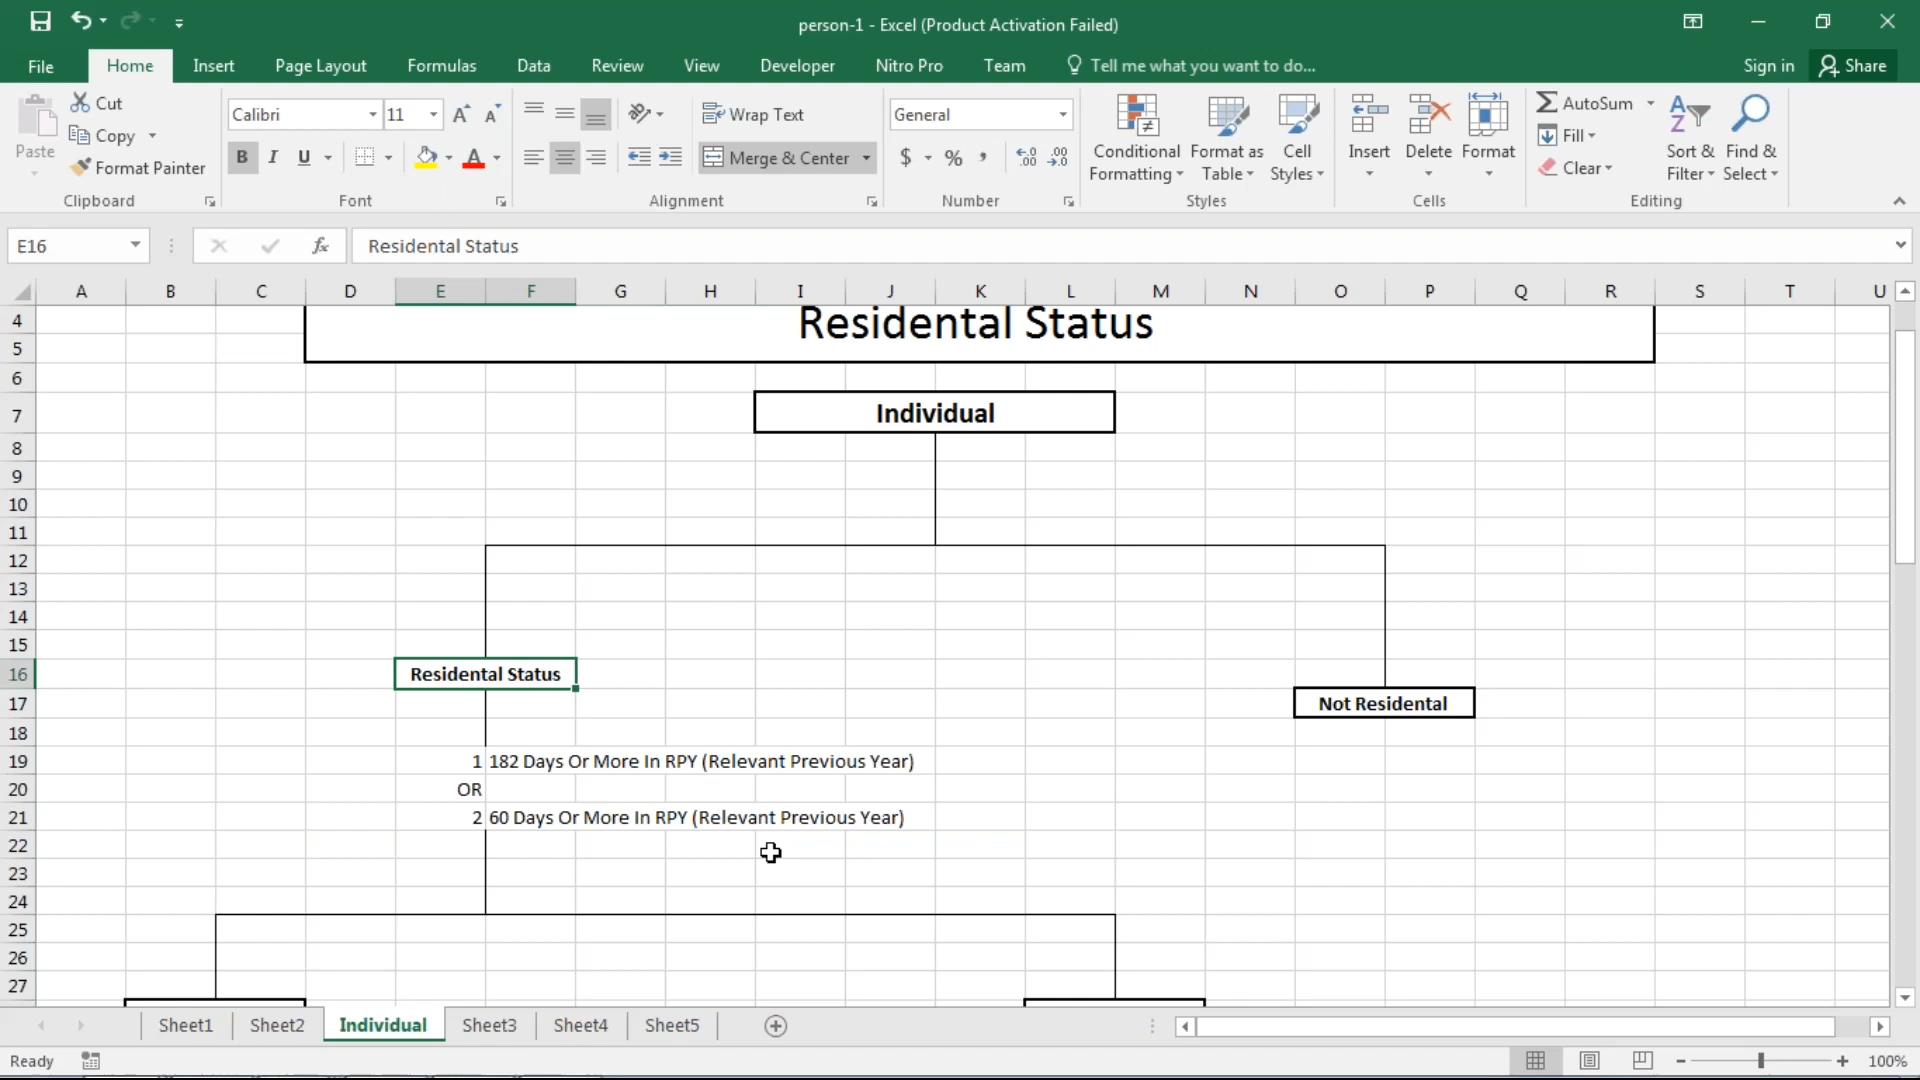 person-1 - Excel (Product Activation Failed)
File Home Insert Page Layout Formulas Data Review View Developer Nitro Pro Team Tell me what you want to do... Sign in Share
Paste
Cut
Copy
Format Painter
Clipboard
Calibri 11
B I U
Font
Wrap Text
Merge & Center
Alignment
General
$ % ,
Number
Conditional Formatting
Format as Table
Cell Styles
Styles
Insert Delete Format
Cells
AutoSum
Fill
Clear
Sort & Filter
Find & Select
Editing
E16 fx Residental Status
A B C D E F G H I J K L M N O P Q R S T U
4 Residental Status
5
6
7 Individual
8
9
10
11
12
13
14
15
16 Residental Status
17 Not Residental
18
19 1 182 Days Or More In RPY (Relevant Previous Year)
20 OR
21 2 60 Days Or More In RPY (Relevant Previous Year)
22
23
24
25
26
27
Sheet1 Sheet2 Individual Sheet3 Sheet4 Sheet5
Ready 100%